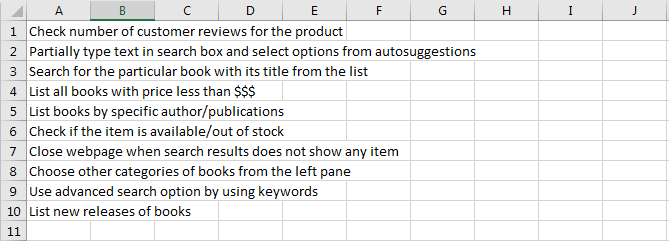 A B C D E F G H I J
1 Check number of customer reviews for the product
2 Partially type text in search box and select options from autosuggestions
3 Search for the particular book with its title from the list
4 List all books with price less than $$$
5 List books by specific author/publications
6 Check if the item is available/out of stock
7 Close webpage when search results does not show any item
8 Choose other categories of books from the left pane
9 Use advanced search option by using keywords
10 List new releases of books
11